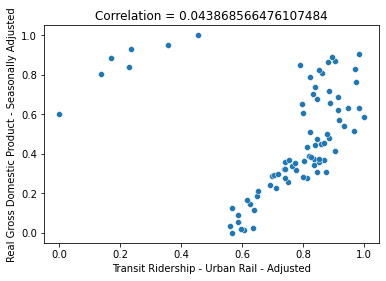 Correlation = 0.043868566476107484
Real Gross Domestic Product - Seasonally Adjusted
1.0
0.8
0.6
0.4
0.2
0.0
0.0 0.2 0.4 0.6 0.8 1.0
Transit Ridership - Urban Rail - Adjusted